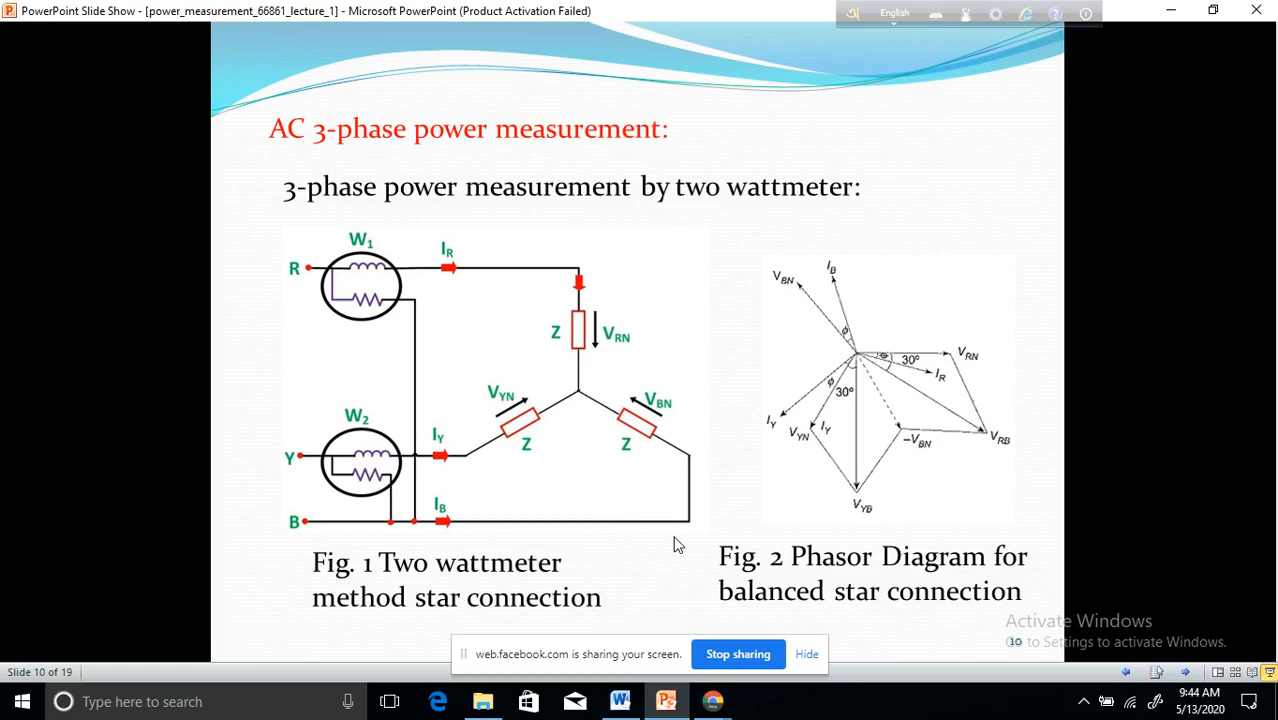 PowerPoint Slide Show - [power_measurement_66861_lecture_1] - Microsoft PowerPoint (Product Activation Failed)
English
AC 3-phase power measurement:
3-phase power measurement by two wattmeter:
W1
IR
R
Z
VRN
VYN
VBN
W2
IY
Z
Z
Y
IB
B
IB
VBN
ϕ
ϕ
30°
VRN
IR
ϕ
30°
IY
VYN
IY
-VBN
VRB
VYB
Fig. 1 Two wattmeter
method star connection
Fig. 2 Phasor Diagram for
balanced star connection
Activate Windows
Go to Settings to activate Windows.
10
web.facebook.com is sharing your screen.
Stop sharing
Hide
Slide 10 of 19
Type here to search
9:44 AM
5/13/2020